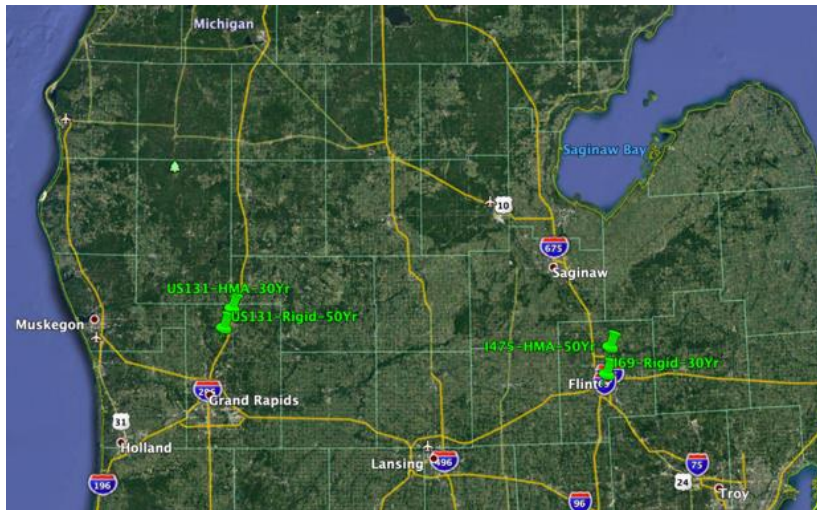 Michigan
Saginaw Bay
10
675
Saginaw
US131-HMA-30Yr
US131-Rigid-50Yr
Muskegon
I475-HMA-50Yr
I69-Rigid-30Yr
Flint
Grand Rapids
31
Holland
Lansing
496
75
24
Troy
196
96